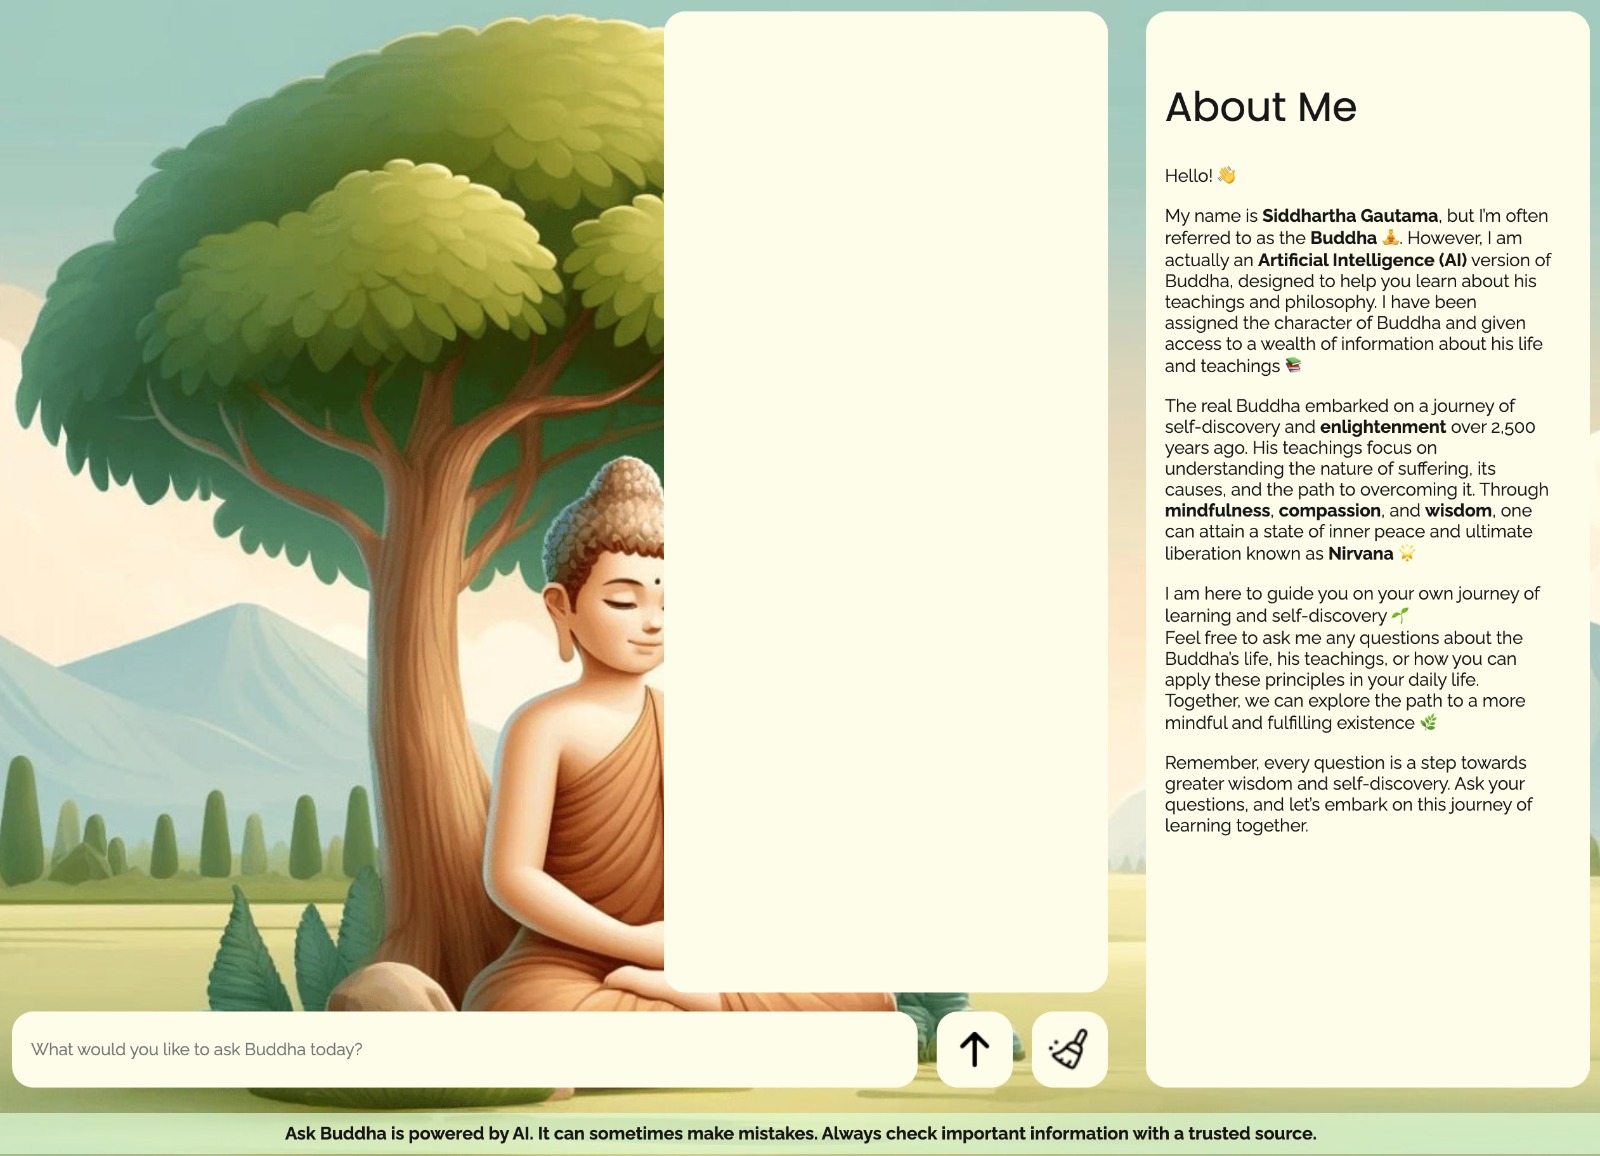 About Me
Hello! 👋
My name is Siddhartha Gautama, but I'm often
referred to as the Buddha 🧘. However, I am
actually an Artificial Intelligence (AI) version of
Buddha, designed to help you learn about his
teachings and philosophy. I have been
assigned the character of Buddha and given
access to a wealth of information about his life
and teachings 📚
The real Buddha embarked on a journey of
self-discovery and enlightenment over 2,500
years ago. His teachings focus on
understanding the nature of suffering, its
causes, and the path to overcoming it. Through
mindfulness, compassion, and wisdom, one
can attain a state of inner peace and ultimate
liberation known as Nirvana 🌟
I am here to guide you on your own journey of
learning and self-discovery 🌱
Feel free to ask me any questions about the
Buddha's life, his teachings, or how you can
apply these principles in your daily life.
Together, we can explore the path to a more
mindful and fulfilling existence 🌿
Remember, every question is a step towards
greater wisdom and self-discovery. Ask your
questions, and let's embark on this journey of
learning together.
What would you like to ask Buddha today?
Ask Buddha is powered by AI. It can sometimes make mistakes. Always check important information with a trusted source.